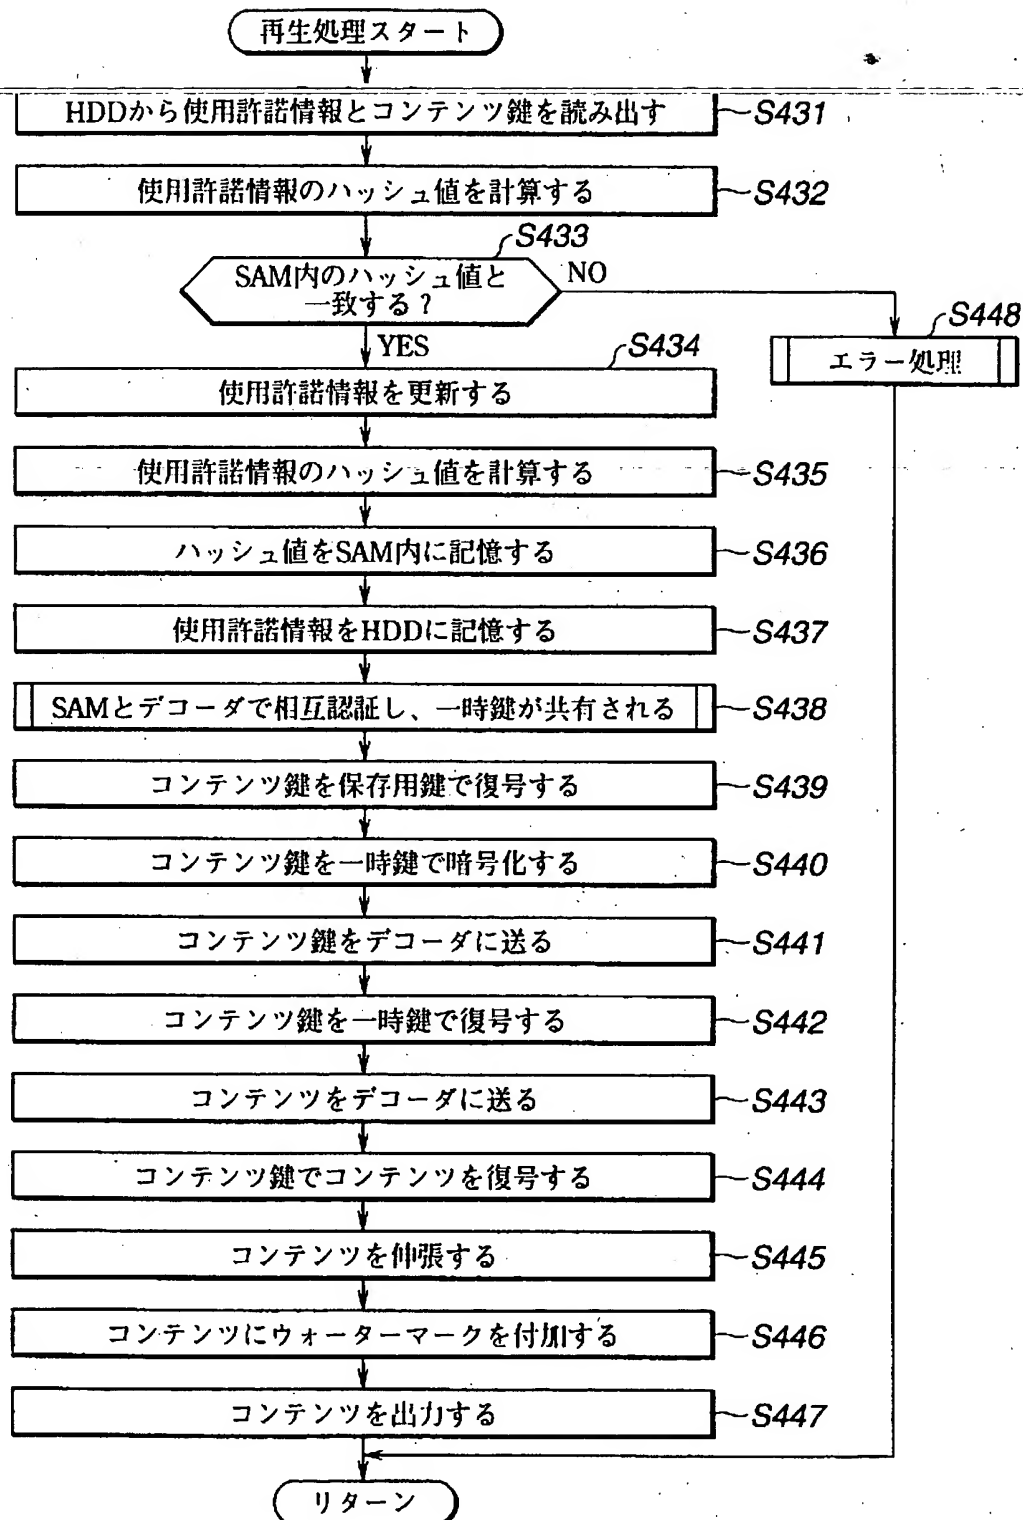 再生処理スタート
HDDから使用許諾情報とコンテンツ鍵を読み出す
S431
使用許諾情報のハッシュ値を計算する
S432
S433
SAM内のハッシュ値と
一致する?
NO
YES
S448
エラー処理
S434
使用許諾情報を更新する
使用許諾情報のハッシュ値を計算する
S435
ハッシュ値をSAM内に記憶する
S436
使用許諾情報をHDDに記憶する
S437
SAMとデコーダで相互認証し、一時鍵が共有される
S438
コンテンツ鍵を保存用鍵で復号する
S439
コンテンツ鍵を一時鍵で暗号化する
S440
コンテンツ鍵をデコーダに送る
S441
コンテンツ鍵を一時鍵で復号する
S442
コンテンツをデコーダに送る
S443
コンテンツ鍵でコンテンツを復号する
S444
コンテンツを伸張する
S445
コンテンツにウォーターマークを付加する
S446
コンテンツを出力する
S447
リターン